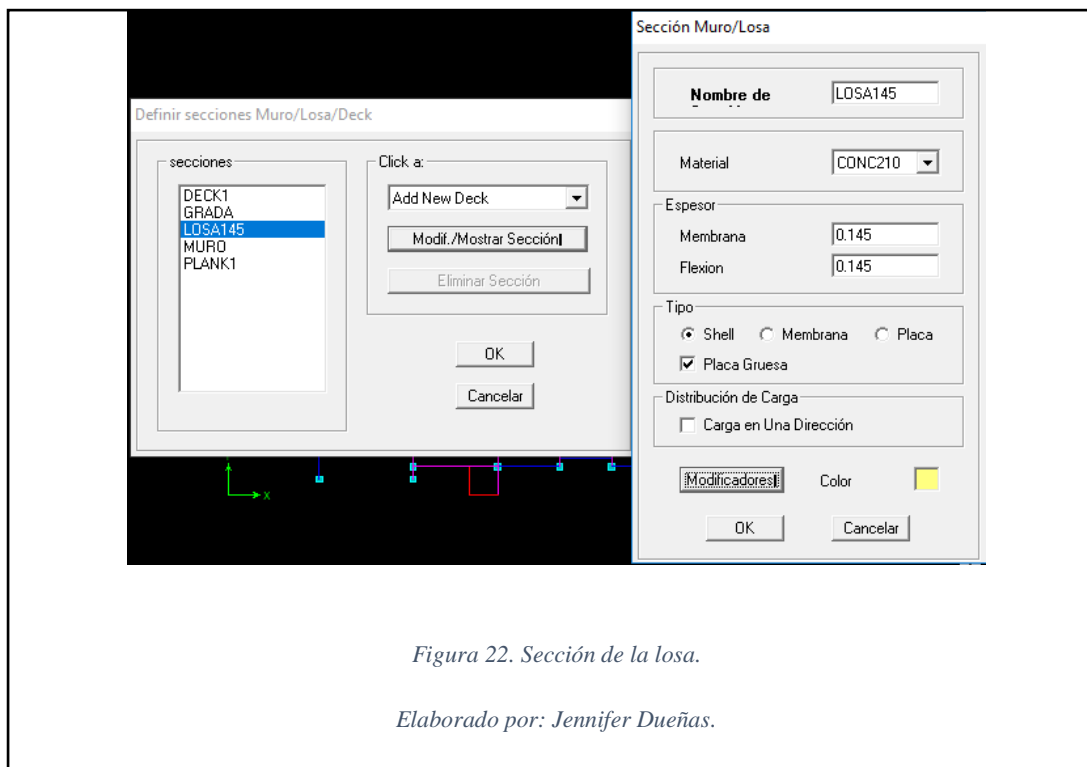 Definir secciones Muro/Losa/Deck
secciones
DECK1
GRADA
LOSA145
MURO
PLANK1
Click a:
Add New Deck
Modif./Mostrar Sección
Eliminar Sección
OK
Cancelar
X
Sección Muro/Losa
Nombre de
LOSA145
Material
CONC210
Espesor
Membrana
0.145
Flexion
0.145
Tipo
Shell Membrana Placa
Placa Gruesa
Distribución de Carga
Carga en Una Dirección
Modificadores
Color
OK
Cancelar
Figura 22. Sección de la losa.
Elaborado por: Jennifer Dueñas.